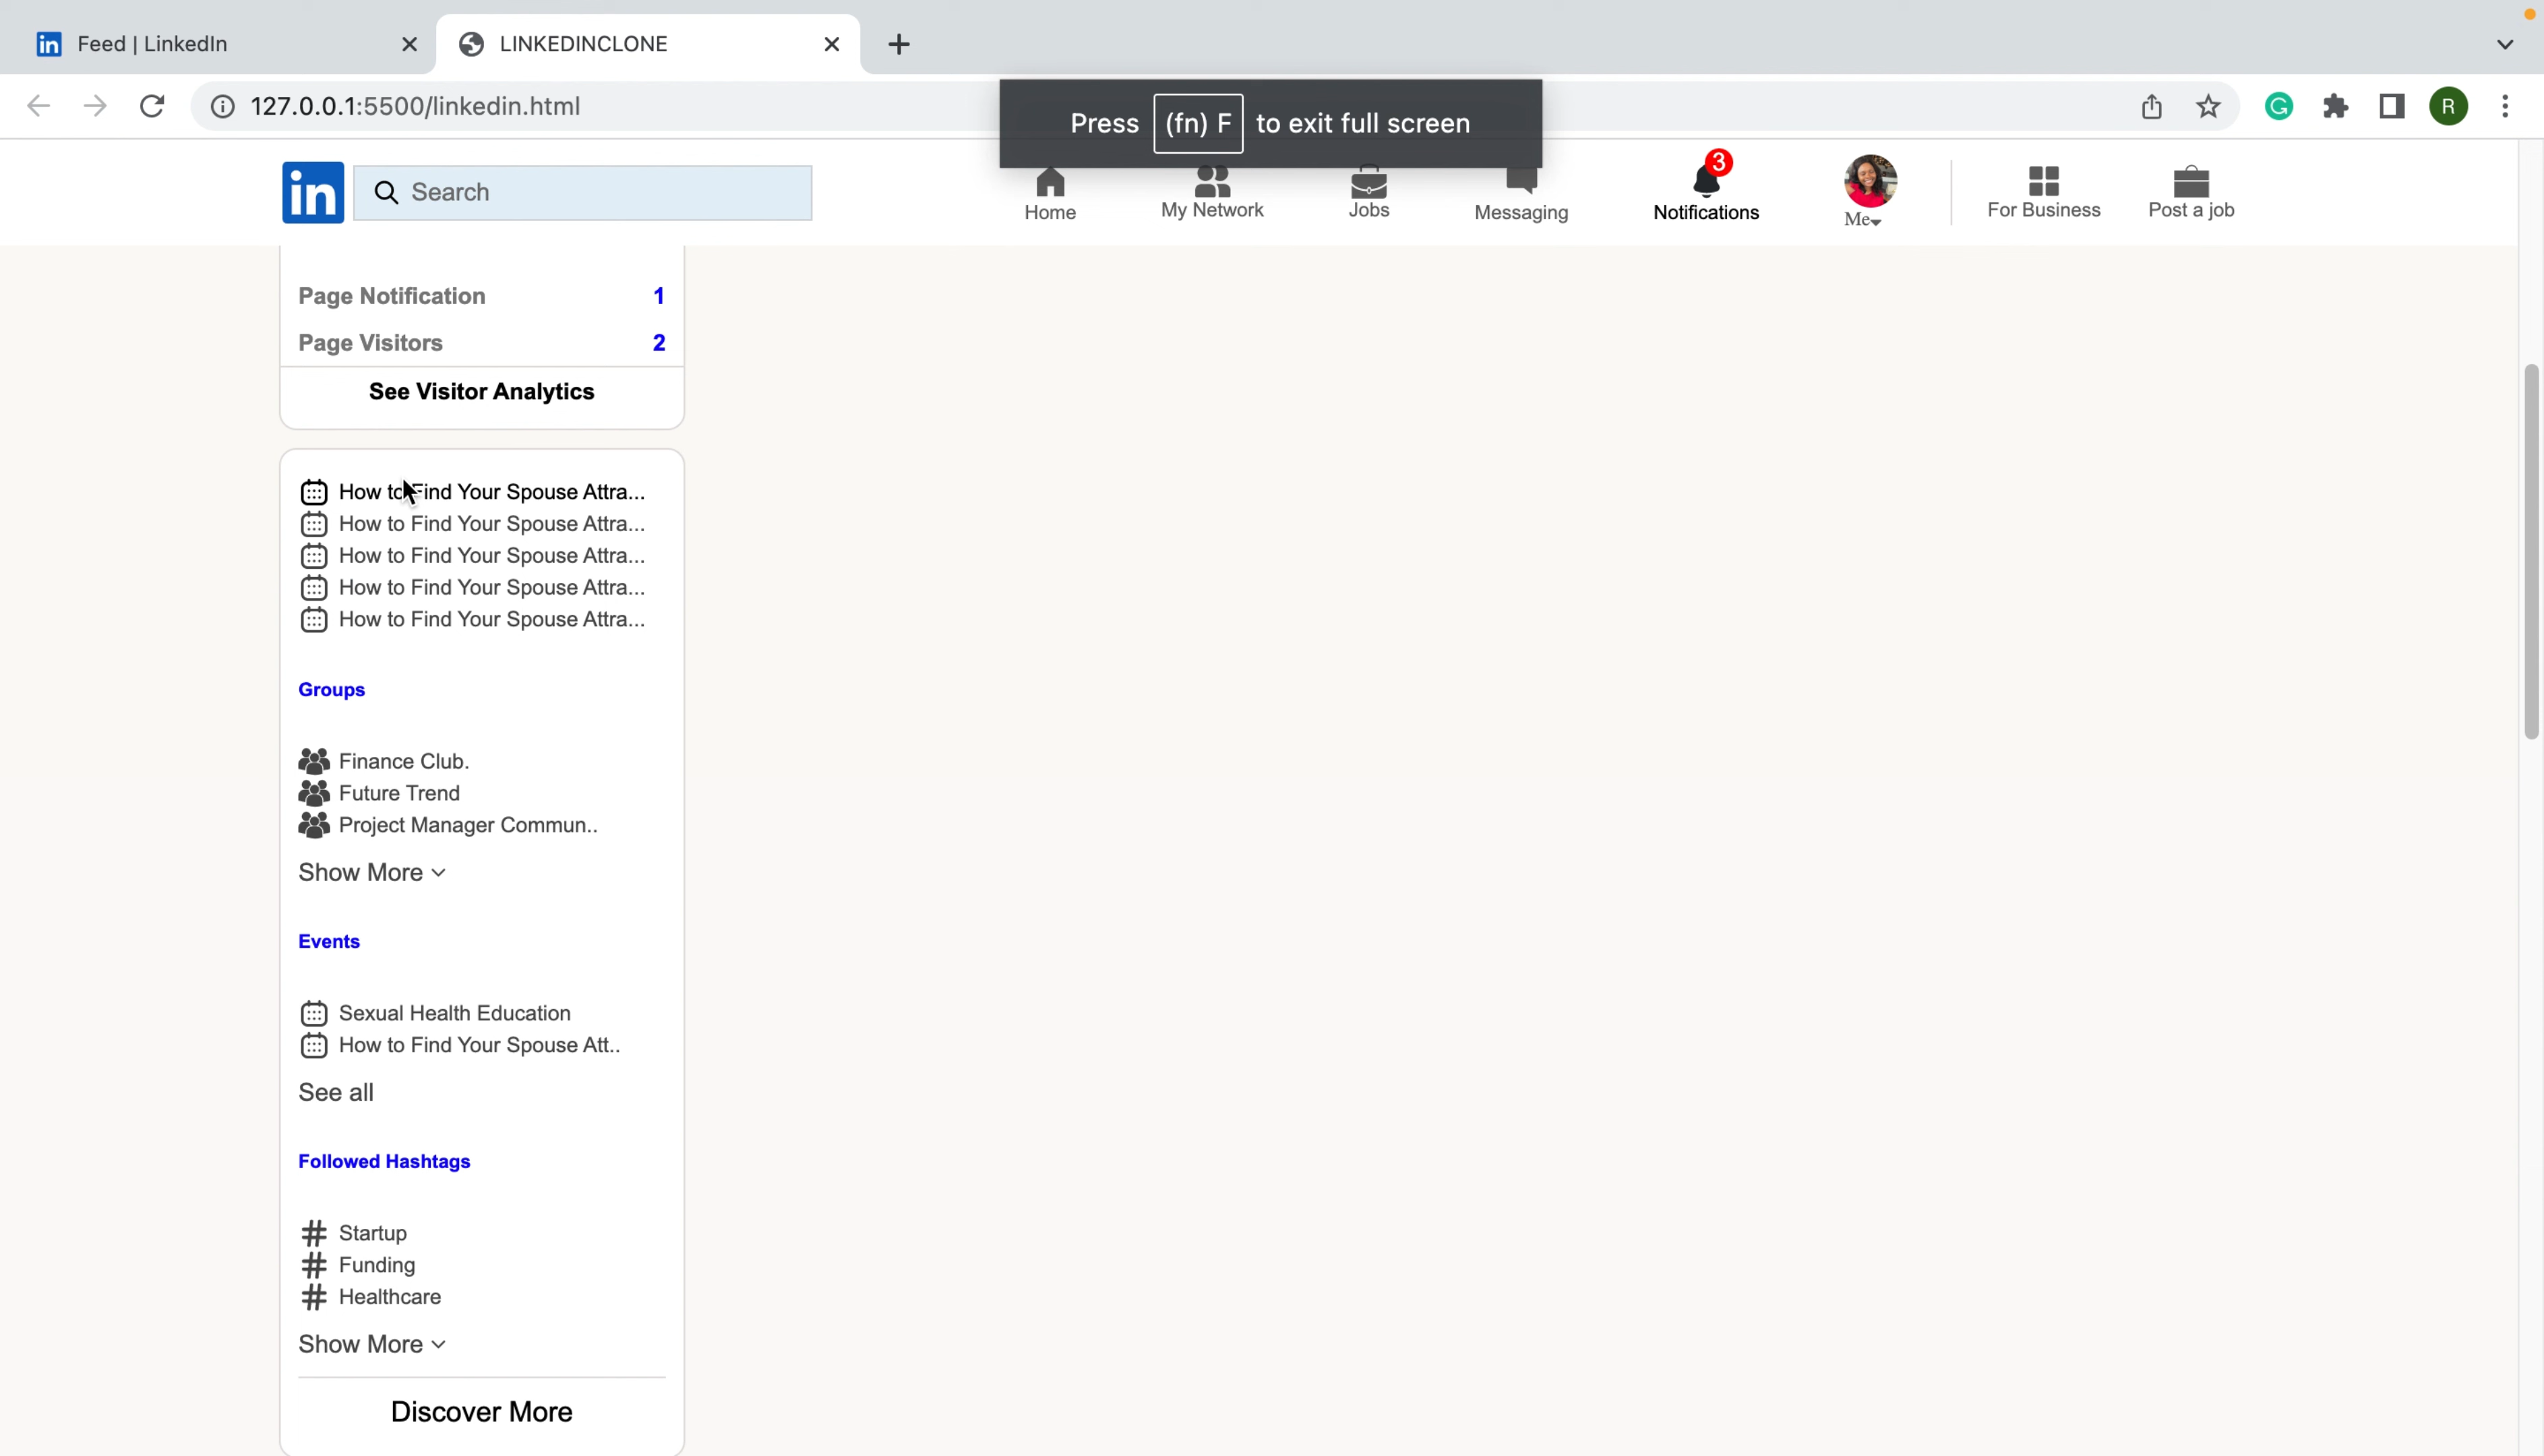 Feed | LinkedIn
LINKEDINCLONE
127.0.0.1:5500/linkedin.html
Press (fn) F to exit full screen
G
R
in
Search
Home
My Network
Jobs
Messaging
3
Notifications
Me
For Business
Post a job
Page Notification 1
Page Visitors 2
See Visitor Analytics
How to Find Your Spouse Attra...
How to Find Your Spouse Attra...
How to Find Your Spouse Attra...
How to Find Your Spouse Attra...
How to Find Your Spouse Attra...
Groups
Finance Club.
Future Trend
Project Manager Commun..
Show More
Events
Sexual Health Education
How to Find Your Spouse Att..
See all
Followed Hashtags
# Startup
# Funding
# Healthcare
Show More
Discover More